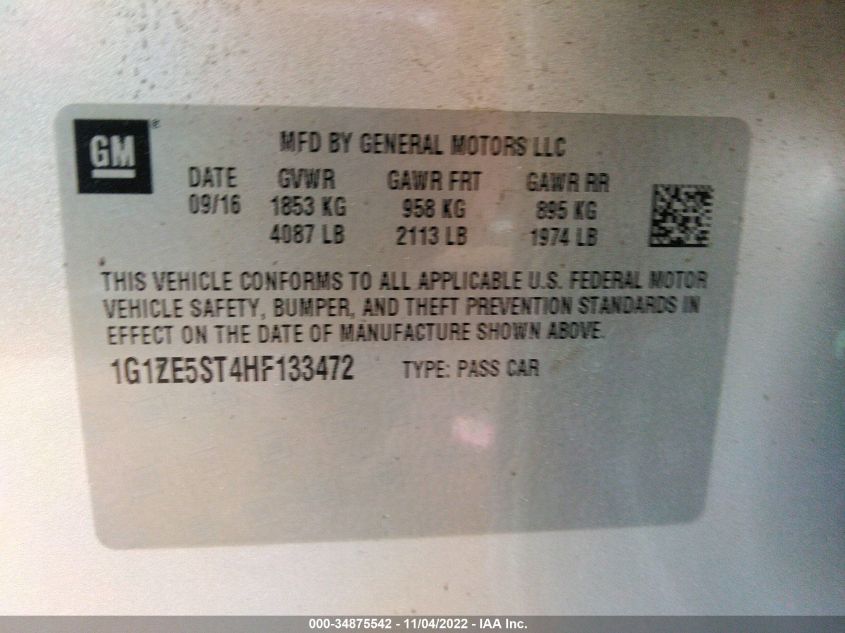 GM ®
MFD BY GENERAL MOTORS LLC
DATE GVWR GAWR FRT GAWR RR
09/16 1853 KG 958 KG 895 KG
4087 LB 2113 LB 1974 LB
THIS VEHICLE CONFORMS TO ALL APPLICABLE U.S. FEDERAL MOTOR
VEHICLE SAFETY, BUMPER, AND THEFT PREVENTION STANDARDS IN
EFFECT ON THE DATE OF MANUFACTURE SHOWN ABOVE.
1G1ZE5ST4HF133472 TYPE: PASS CAR
000-34875542 - 11/04/2022 - IAA Inc.